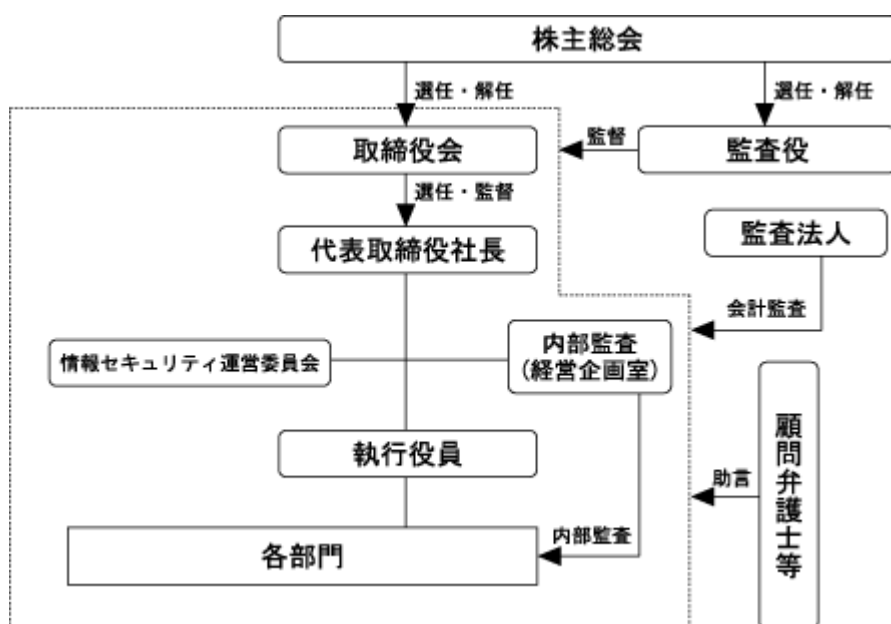 株主総会
選任・解任
選任・解任
取締役会
監督
監査役
選任・監督
代表取締役社長
監査法人
会計監査
情報セキュリティ運営委員会
内部監査
(経営企画室)
執行役員
顧問弁護士等
助言
各部門
内部監査